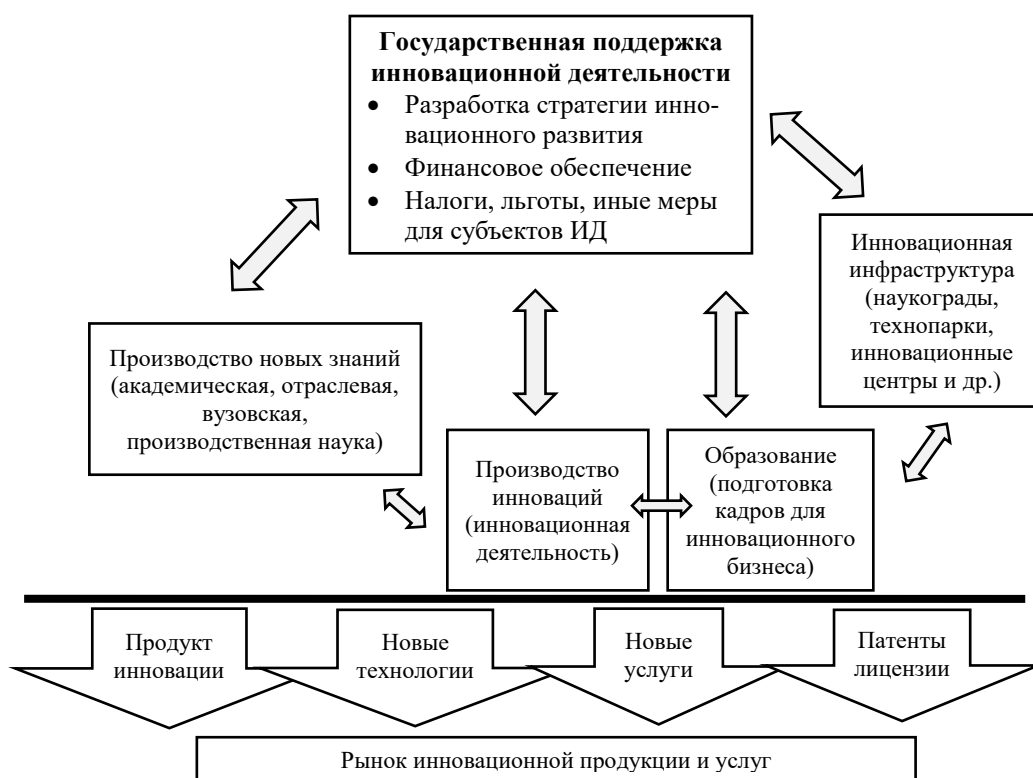 Государственная поддержка
инновационной деятельности
• Разработка стратегии инно-
вационного развития
• Финансовое обеспечение
• Налоги, льготы, иные меры
для субъектов ИД
Инновационная
инфраструктура
(наукограды,
технопарки,
инновационные
центры и др.)
Производство новых знаний
(академическая, отраслевая,
вузовская,
производственная наука)
Производство
инноваций
(инновационная
деятельность)
Образование
(подготовка
кадров для
инновационного
бизнеса)
Продукт
инновации
Новые
технологии
Новые
услуги
Патенты
лицензии
Рынок инновационной продукции и услуг